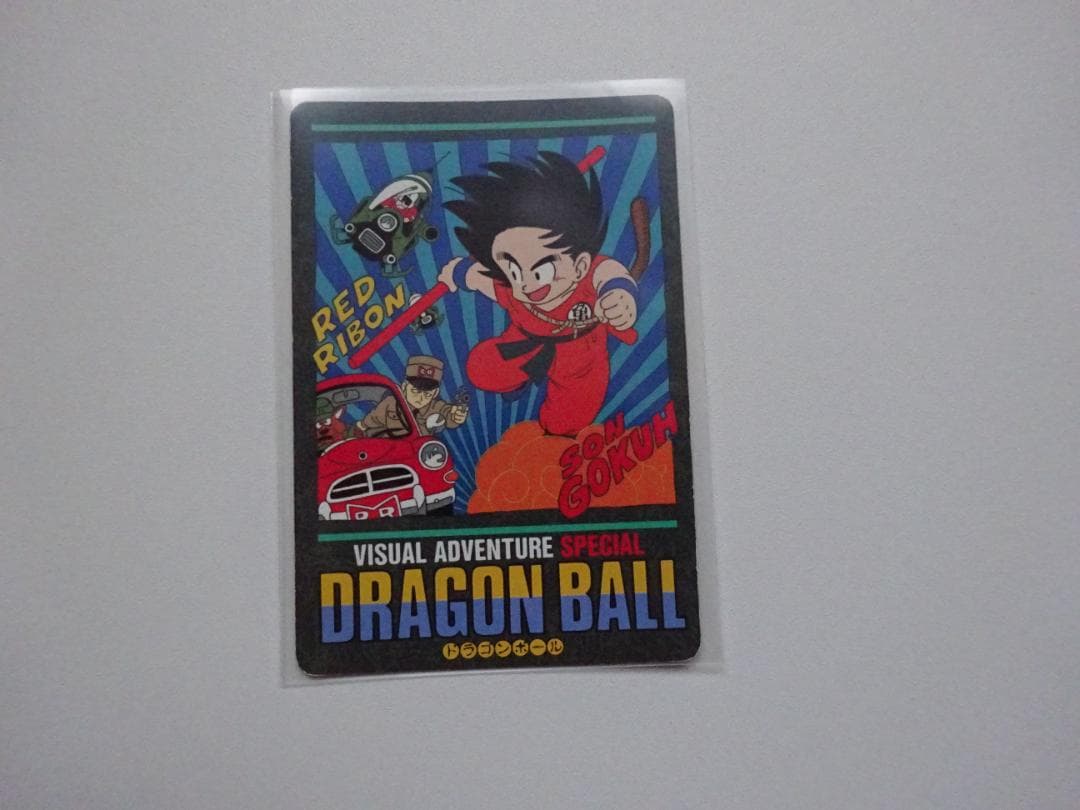 RED
RIBON
SON
GOKUH
VISUAL ADVENTURE SPECIAL
DRAGON BALL
ドラゴンボール